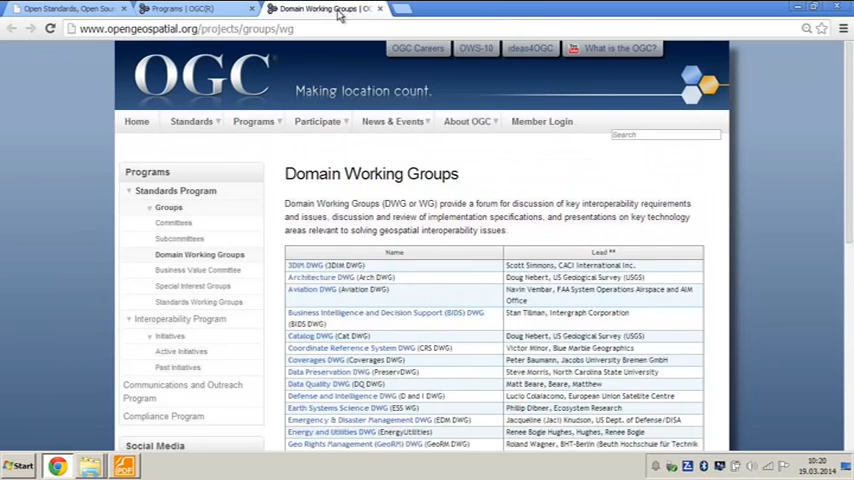 Open Standards, Open Sou
Programs | OGC(R)
Domain Working Groups | O
www.opengeospatial.org/projects/groups/wg
OGC Careers
OWS-10
ideas4OGC
What is the OGC?
OGC
Making location count.
Home
Standards
Programs
Participate
News & Events
About OGC
Member Login
Search
Programs
Standards Program
Groups
Committees
Subcommittees
Domain Working Groups
Business Value Committee
Special Interest Groups
Standards Working Groups
Interoperability Program
Initiatives
Active Initiatives
Past Initiatives
Communications and Outreach
Program
Compliance Program
Social Media
Domain Working Groups
Domain Working Groups (DWG or WG) provide a forum for discussion of key interoperability requirements
and issues, discussion and review of implementation specifications, and presentations on key technology
areas relevant to solving geospatial interoperability issues.
Name Lead **
3DIM DWG (3DIM DWG) Scott Simmons, CACI International Inc.
Architecture DWG (Arch DWG) Doug Nebert, US Geological Survey (USGS)
Aviation DWG (Aviation DWG) Navin Vembar, FAA System Operations Airspace and AIM
Office
Business Intelligence and Decision Support (BIDS) DWG Stan Tillman, Intergraph Corporation
(BIDS DWG)
Catalog DWG (Cat DWG) Doug Nebert, US Geological Survey (USGS)
Coordinate Reference System DWG (CRS DWG) Victor Minor, Blue Marble Geographics
Coverages DWG (Coverages DWG) Peter Baumann, Jacobs University Bremen GmbH
Data Preservation DWG (PreservDWG) Steve Morris, North Carolina State University
Data Quality DWG (DQ DWG) Matt Beare, Beare, Matthew
Defense and Intelligence DWG (D and I DWG) Lucio Colaiacomo, European Union Satellite Centre
Earth Systems Science DWG (ESS WG) Philip Dibner, Ecosystem Research
Emergency & Disaster Management DWG (EDM DWG) Jacqueline (Jaci) Knudson, US Dept. of Defense/DISA
Energy and Utilities DWG (EnergyUtilities) Renee Bogle Hughes, Hughes, Renee Bogle
Geo Rights Management (GeoRM) DWG (GeoRM DWG) Roland Wagner, BHT-Berlin (Beuth Hochschule für Technik
Start
PDF
10:20
19.03.2014